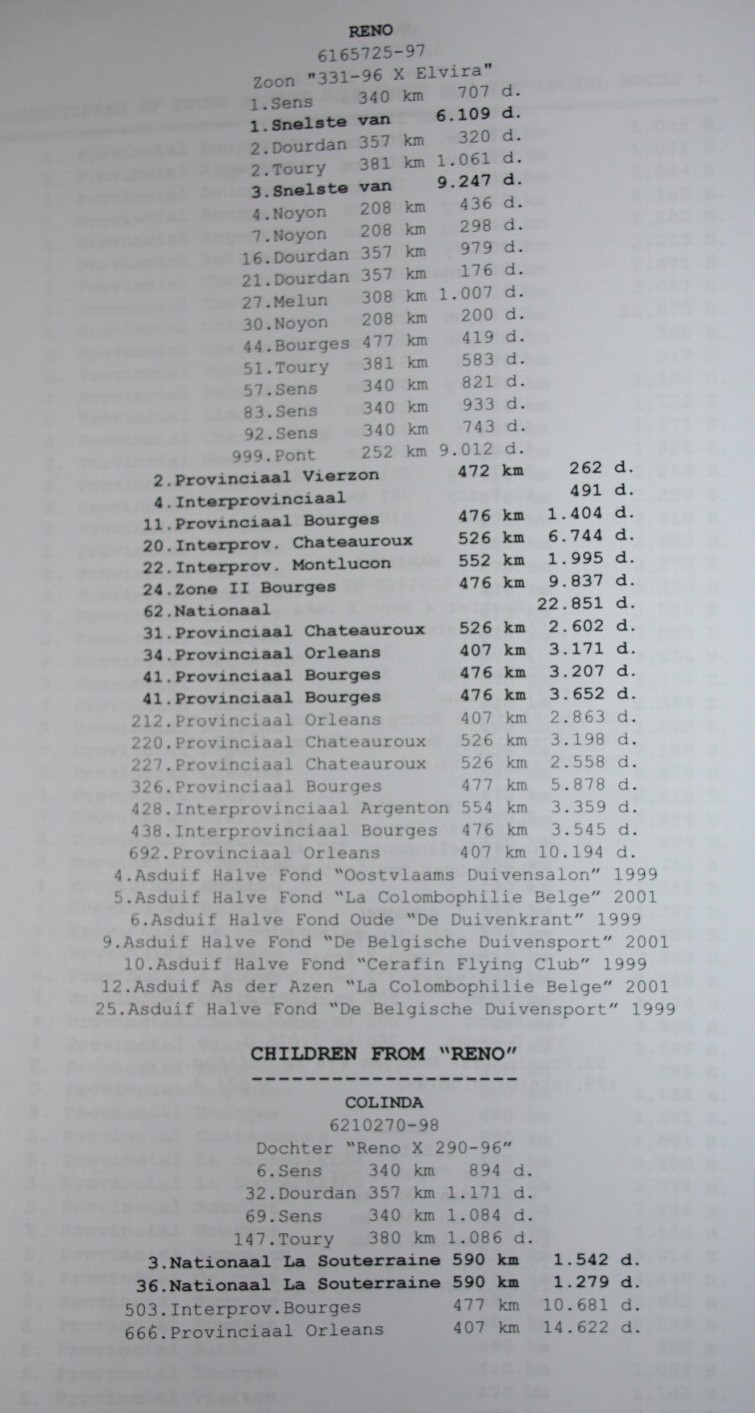 RENO
6165725-97
Zoon "331-96 X Elvira"
1.Sens 340 km 707 d.
1.Snelste van 6.109 d.
2.Dourdan 357 km 320 d.
2.Toury 381 km 1.061 d.
3.Snelste van 9.247 d.
4.Noyon 208 km 436 d.
7.Noyon 208 km 298 d.
16.Dourdan 357 km 979 d.
21.Dourdan 357 km 176 d.
27.Melun 308 km 1.007 d.
30.Noyon 208 km 200 d.
44.Bourges 477 km 419 d.
51.Toury 381 km 583 d.
57.Sens 340 km 821 d.
83.Sens 340 km 933 d.
92.Sens 340 km 743 d.
999.Pont 252 km 9.012 d.
2.Provinciaal Vierzon 472 km 262 d.
4.Interprovinciaal 491 d.
11.Provinciaal Bourges 476 km 1.404 d.
20.Interprov. Chateauroux 526 km 6.744 d.
22.Interprov. Montlucon 552 km 1.995 d.
24.Zone II Bourges 476 km 9.837 d.
62.Nationaal 22.851 d.
31.Provinciaal Chateauroux 526 km 2.602 d.
34.Provinciaal Orleans 407 km 3.171 d.
41.Provinciaal Bourges 476 km 3.207 d.
41.Provinciaal Bourges 476 km 3.652 d.
212.Provinciaal Orleans 407 km 2.863 d.
220.Provinciaal Chateauroux 526 km 3.198 d.
227.Provinciaal Chateauroux 526 km 2.558 d.
326.Provinciaal Bourges 477 km 5.878 d.
428.Interprovinciaal Argenton 554 km 3.359 d.
438.Interprovinciaal Bourges 476 km 3.545 d.
692.Provinciaal Orleans 407 km 10.194 d.
4.Asduif Halve Fond "Oostvlaams Duivensalon" 1999
5.Asduif Halve Fond "La Colombophilie Belge" 2001
6.Asduif Halve Fond Oude "De Duivenkrant" 1999
9.Asduif Halve Fond "De Belgische Duivensport" 2001
10.Asduif Halve Fond "Cerafin Flying Club" 1999
12.Asduif As der Azen "La Colombophilie Belge" 2001
25.Asduif Halve Fond "De Belgische Duivensport" 1999
CHILDREN FROM "RENO"
--------------------
COLINDA
6210270-98
Dochter "Reno X 290-96"
6.Sens 340 km 894 d.
32.Dourdan 357 km 1.171 d.
69.Sens 340 km 1.084 d.
147.Toury 380 km 1.086 d.
3.Nationaal La Souterraine 590 km 1.542 d.
36.Nationaal La Souterraine 590 km 1.279 d.
503.Interprov.Bourges 477 km 10.681 d.
666.Provinciaal Orleans 407 km 14.622 d.